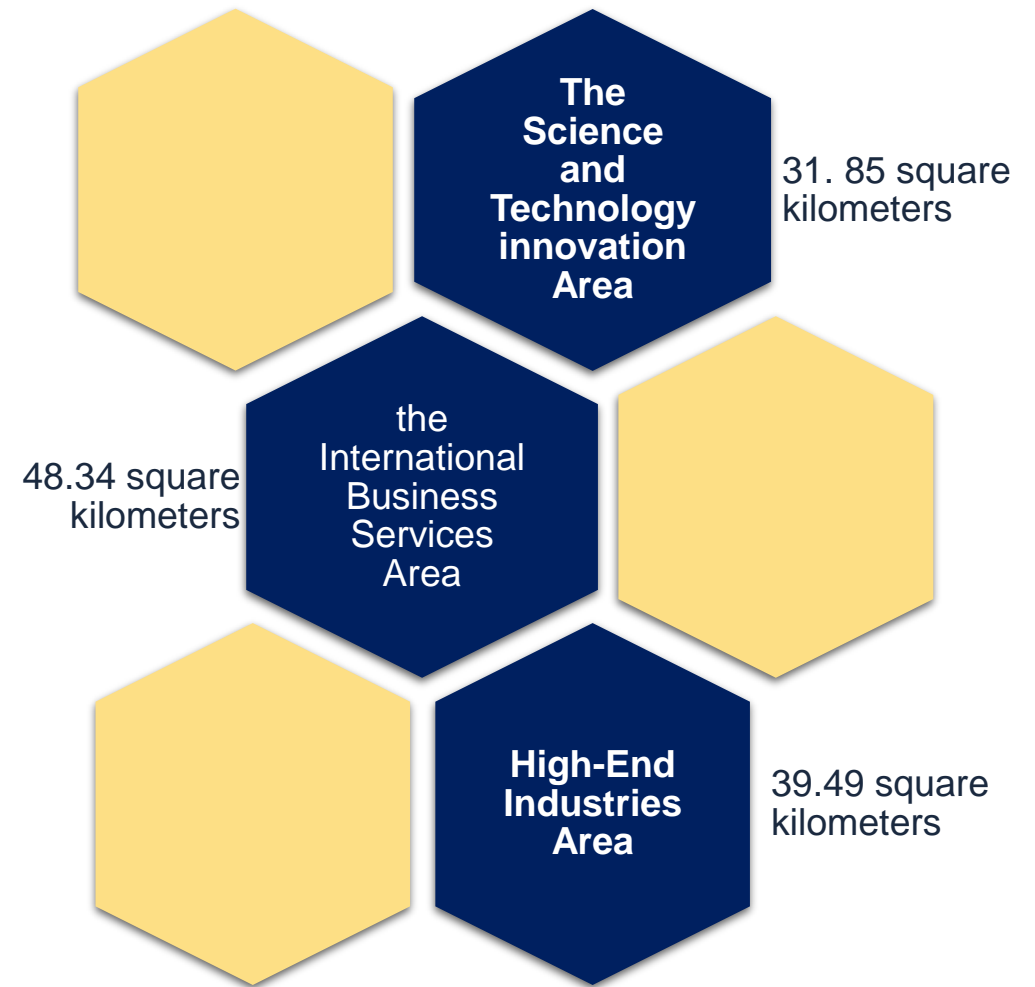 The
Science
and
Technology
innovation
Area
31. 85 square
kilometers
the
International
Business
Services
Area
48.34 square
kilometers
High-End
Industries
Area
39.49 square
kilometers